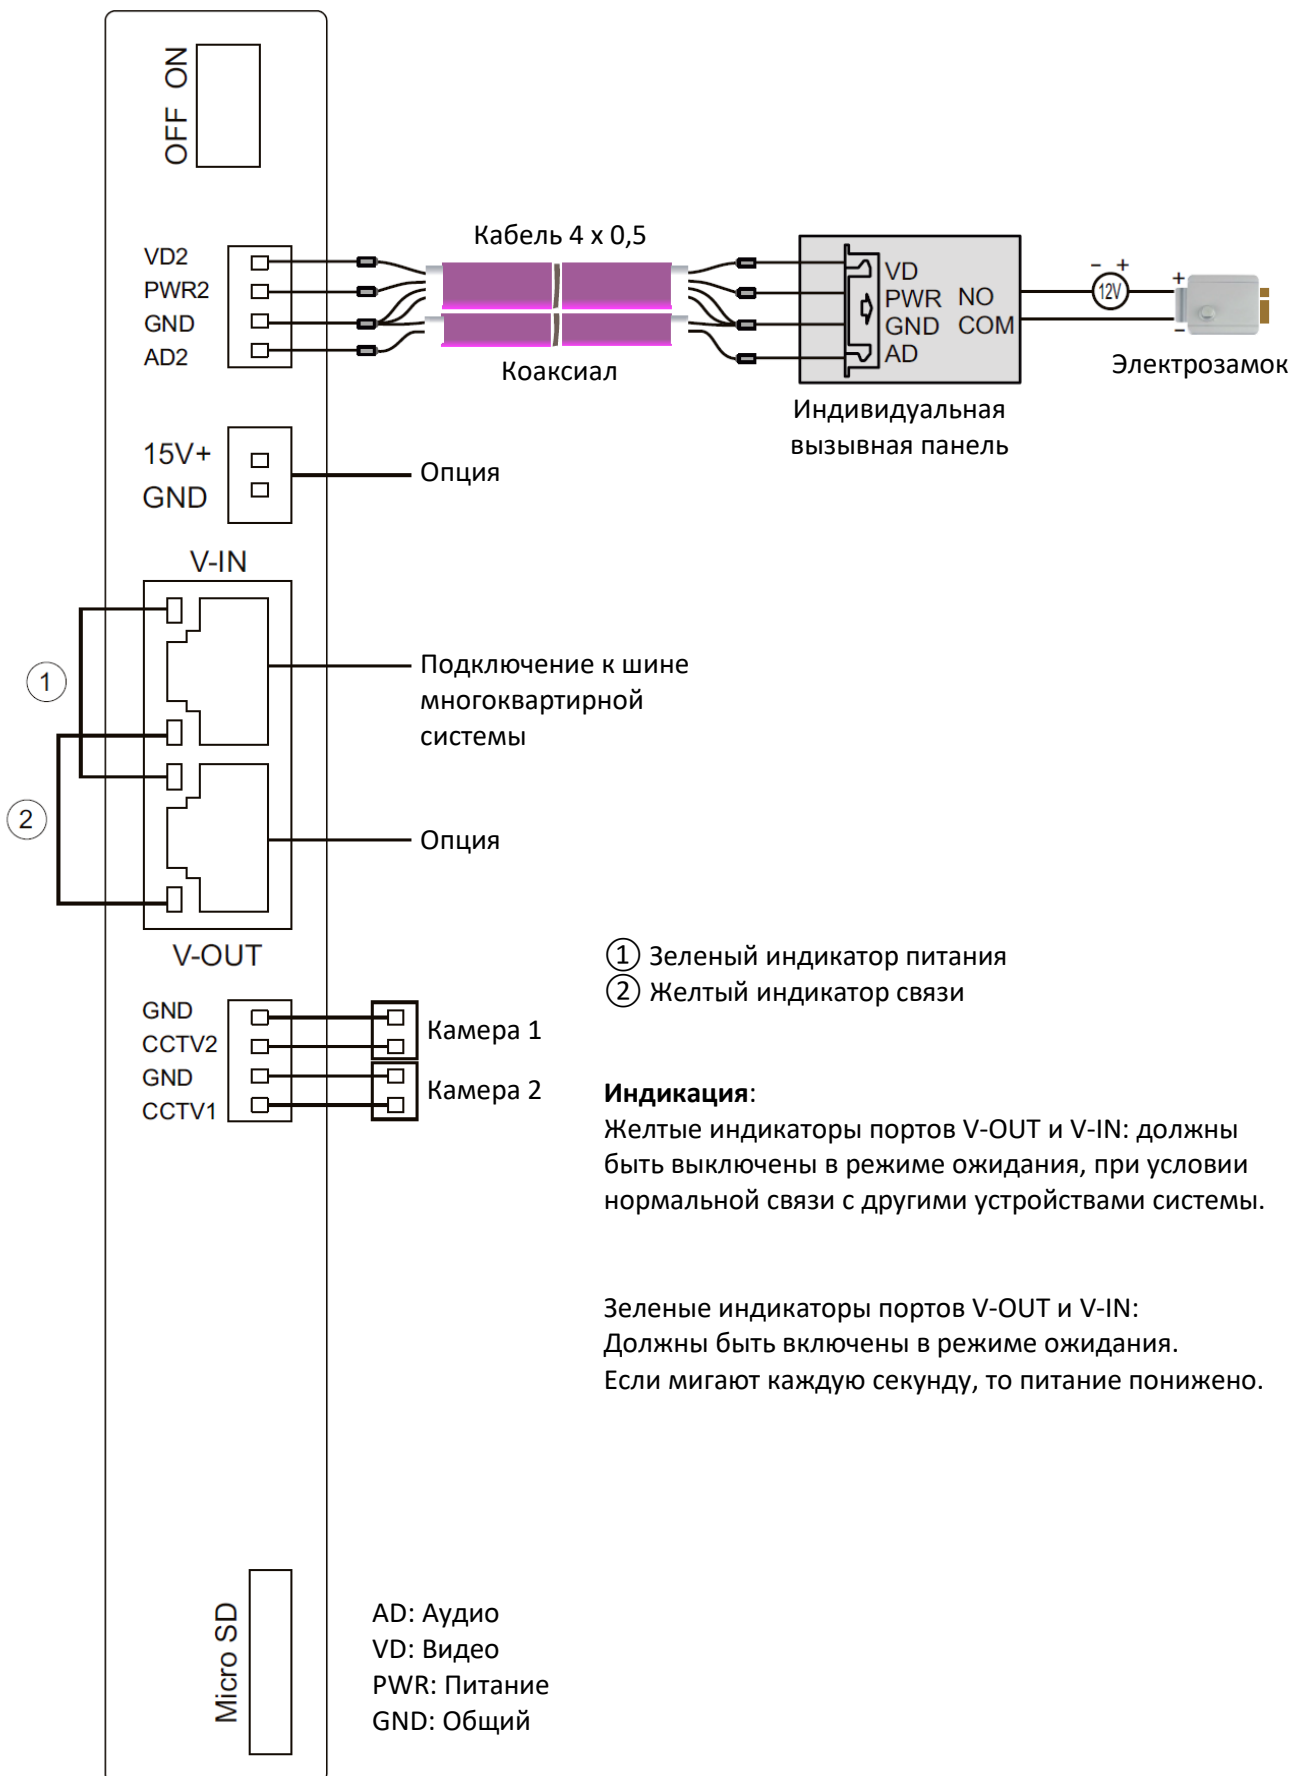 OFF ON
Кабель 4 x 0,5
VD2
PWR2
GND
AD2
VD
PWR NO
GND COM
AD
- +
12V
+
-
Коаксиал
Электрозамок
Индивидуальная
вызывная панель
15V+
GND
Опция
V-IN
1
Подключение к шине
многоквартирной
системы
2
Опция
V-OUT
① Зеленый индикатор питания
② Желтый индикатор связи
GND
CCTV2
GND
CCTV1
Камера 1
Камера 2
Индикация:
Желтые индикаторы портов V-OUT и V-IN: должны
быть выключены в режиме ожидания, при условии
нормальной связи с другими устройствами системы.
Зеленые индикаторы портов V-OUT и V-IN:
Должны быть включены в режиме ожидания.
Если мигают каждую секунду, то питание понижено.
Micro SD
AD: Аудио
VD: Видео
PWR: Питание
GND: Общий